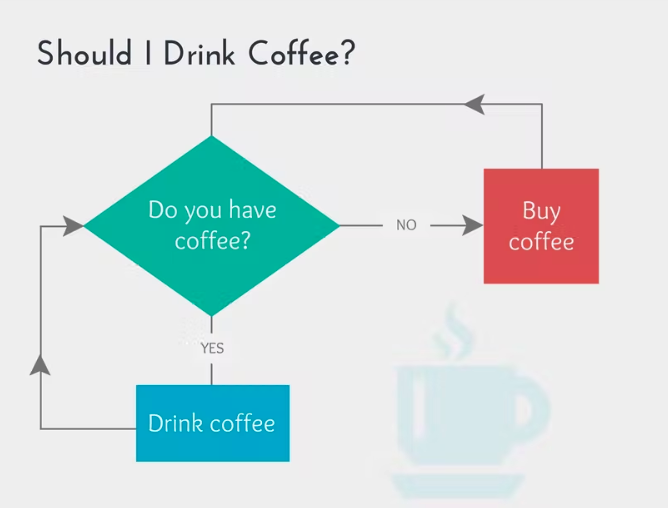 Should I Drink Coffee?
Do you have
coffee?
NO
Buy
coffee
YES
Drink coffee